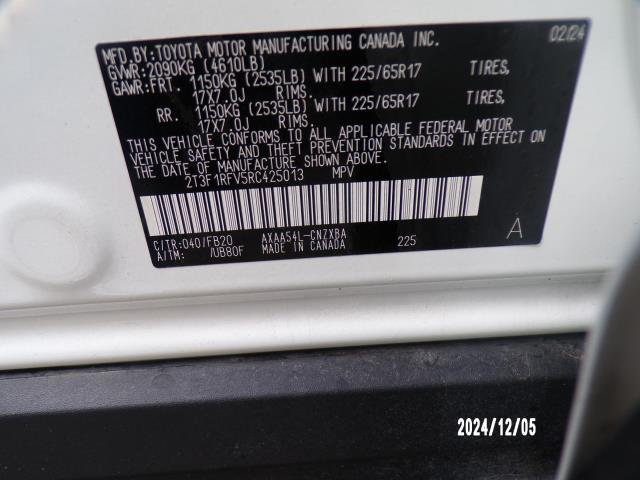 MFD.BY:TOYOTA MOTOR MANUFACTURING CANADA INC. 02/24
GVWR:2090KG (4610LB)
GAWR:FRT. 1150KG (2535LB) WITH 225/65R17 TIRES,
17X7.0J RIMS.
RR. 1150KG (2535LB) WITH 225/65R17 TIRES,
17X7.0J RIMS.
THIS VEHICLE CONFORMS TO ALL APPLICABLE FEDERAL MOTOR
VEHICLE SAFETY AND THEFT PREVENTION STANDARDS IN EFFECT ON
THE DATE OF MANUFACTURE SHOWN ABOVE.
2T3F1RFV5RC425013 MPV
C/TR:040/FB20 AXAA54L-CNZXBA 225 A
A/TM: /UB80F MADE IN CANADA
2024/12/05